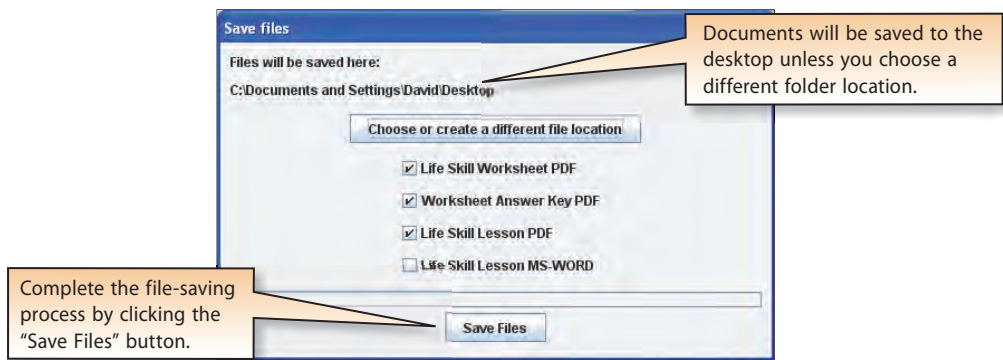 Save files
Documents will be saved to the
desktop unless you choose a
different folder location.
Files will be saved here:
C:\Documents and Settings\David\Desktop
Choose or create a different file location
Life Skill Worksheet PDF
Worksheet Answer Key PDF
Life Skill Lesson PDF
Life Skill Lesson MS-WORD
Complete the file-saving
process by clicking the
“Save Files” button.
Save Files